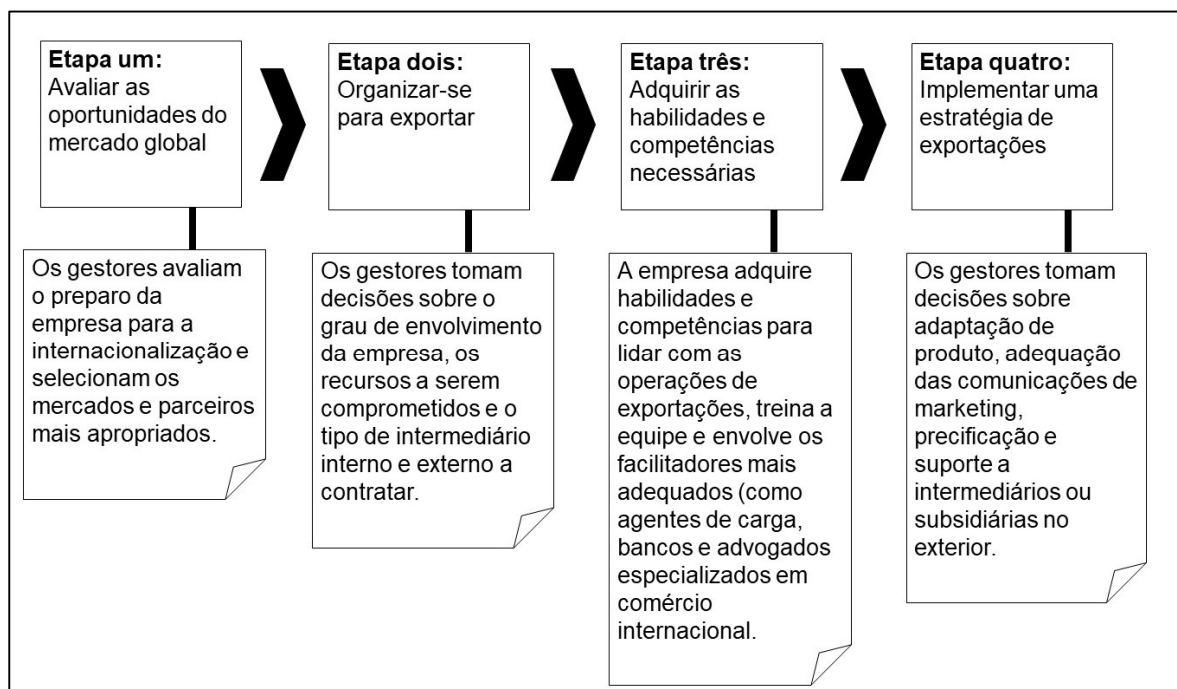 Etapa um:
Avaliar as
oportunidades do
mercado global
Os gestores avaliam
o preparo da
empresa para a
internacionalização e
selecionam os
mercados e parceiros
mais apropriados.
Etapa dois:
Organizar-se
para exportar
Os gestores tomam
decisões sobre o
grau de envolvimento
da empresa, os
recursos a serem
comprometidos e o
tipo de intermediário
interno e externo a
contratar.
Etapa três:
Adquirir as
habilidades e
competências
necessárias
A empresa adquire
habilidades e
competências para
lidar com as
operações de
exportações, treina a
equipe e envolve os
facilitadores mais
adequados (como
agentes de carga,
bancos e advogados
especializados em
comércio
internacional.
Etapa quatro:
Implementar uma
estratégia de
exportações
Os gestores tomam
decisões sobre
adaptação de
produto, adequação
das comunicações de
marketing,
precificação e
suporte a
intermediários ou
subsidiárias no
exterior.